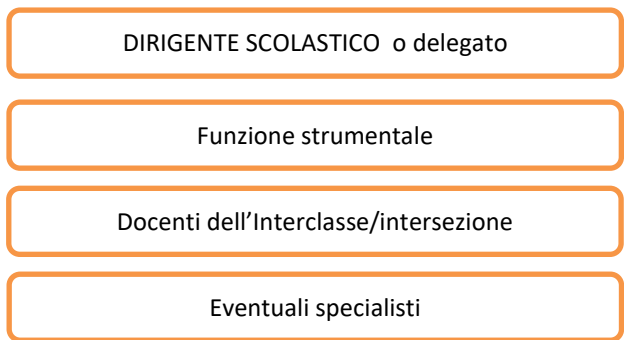 DIRIGENTE SCOLASTICO o delegato
Funzione strumentale
Docenti dell’Interclasse/intersezione
Eventuali specialisti